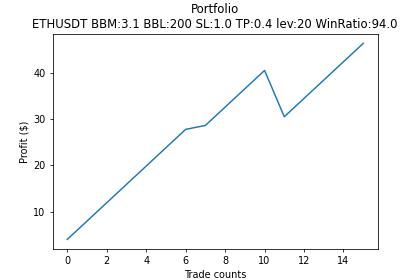 Portfolio
ETHUSDT BBM:3.1 BBL:200 SL:1.0 TP:0.4 lev:20 WinRatio:94.0
40
30
20
10
Profit ($)
0 2 4 6 8 10 12 14
Trade counts